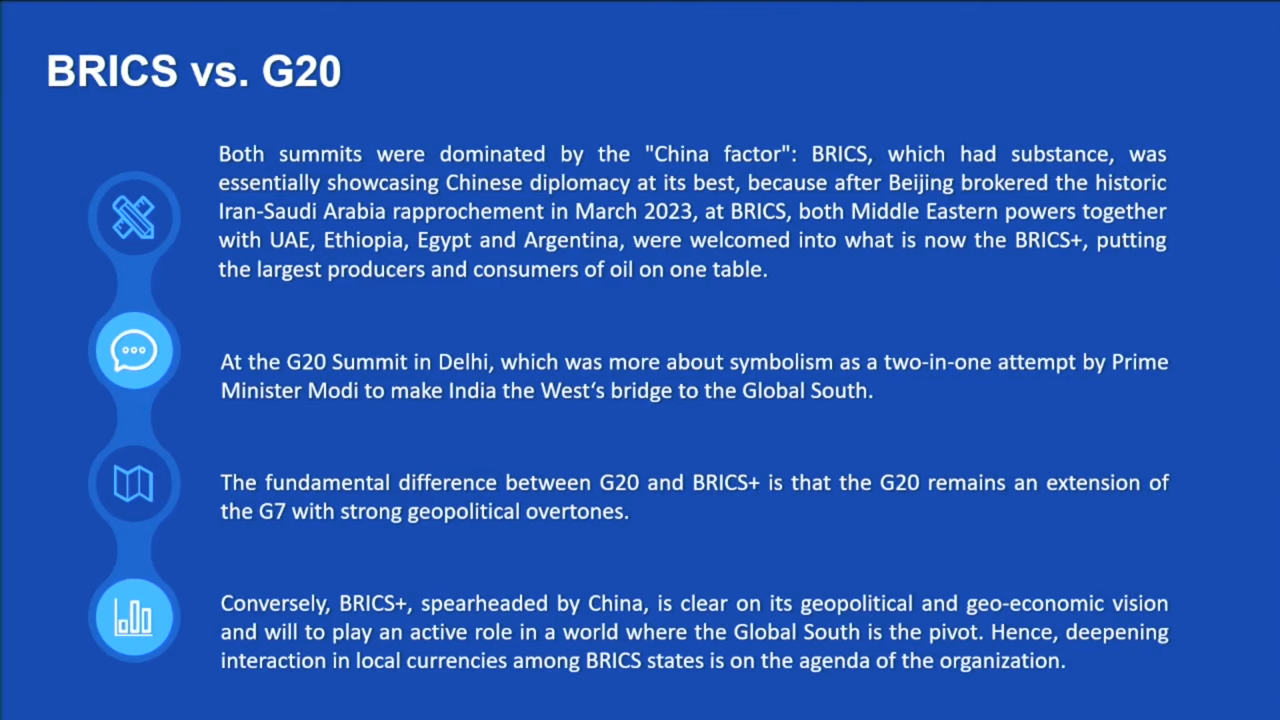 BRICS vs. G20
Both summits were dominated by the "China factor": BRICS, which had substance, was
essentially showcasing Chinese diplomacy at its best, because after Beijing brokered the historic
Iran-Saudi Arabia rapprochement in March 2023, at BRICS, both Middle Eastern powers together
with UAE, Ethiopia, Egypt and Argentina, were welcomed into what is now the BRICS+, putting
the largest producers and consumers of oil on one table.
At the G20 Summit in Delhi, which was more about symbolism as a two-in-one attempt by Prime
Minister Modi to make India the West‘s bridge to the Global South.
The fundamental difference between G20 and BRICS+ is that the G20 remains an extension of
the G7 with strong geopolitical overtones.
Conversely, BRICS+, spearheaded by China, is clear on its geopolitical and geo-economic vision
and will to play an active role in a world where the Global South is the pivot. Hence, deepening
interaction in local currencies among BRICS states is on the agenda of the organization.